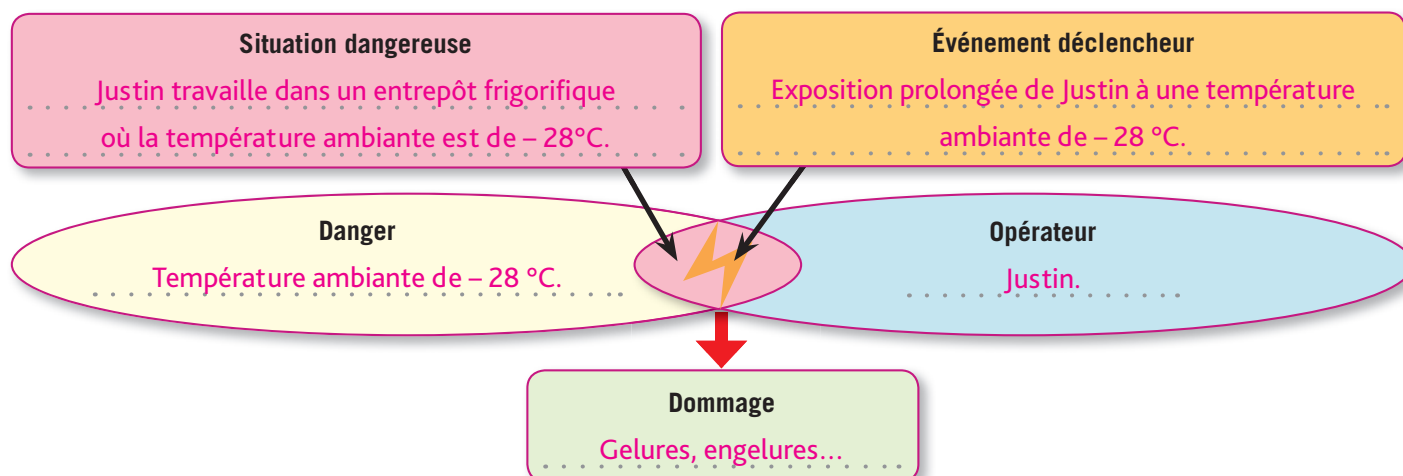 Situation dangereuse
Justin travaille dans un entrepôt frigorifique
où la température ambiante est de – 28°C.
Événement déclencheur
Exposition prolongée de Justin à une température
ambiante de – 28 °C.
Danger
Température ambiante de – 28 °C.
Opérateur
Justin.
Dommage
Gelures, engelures…